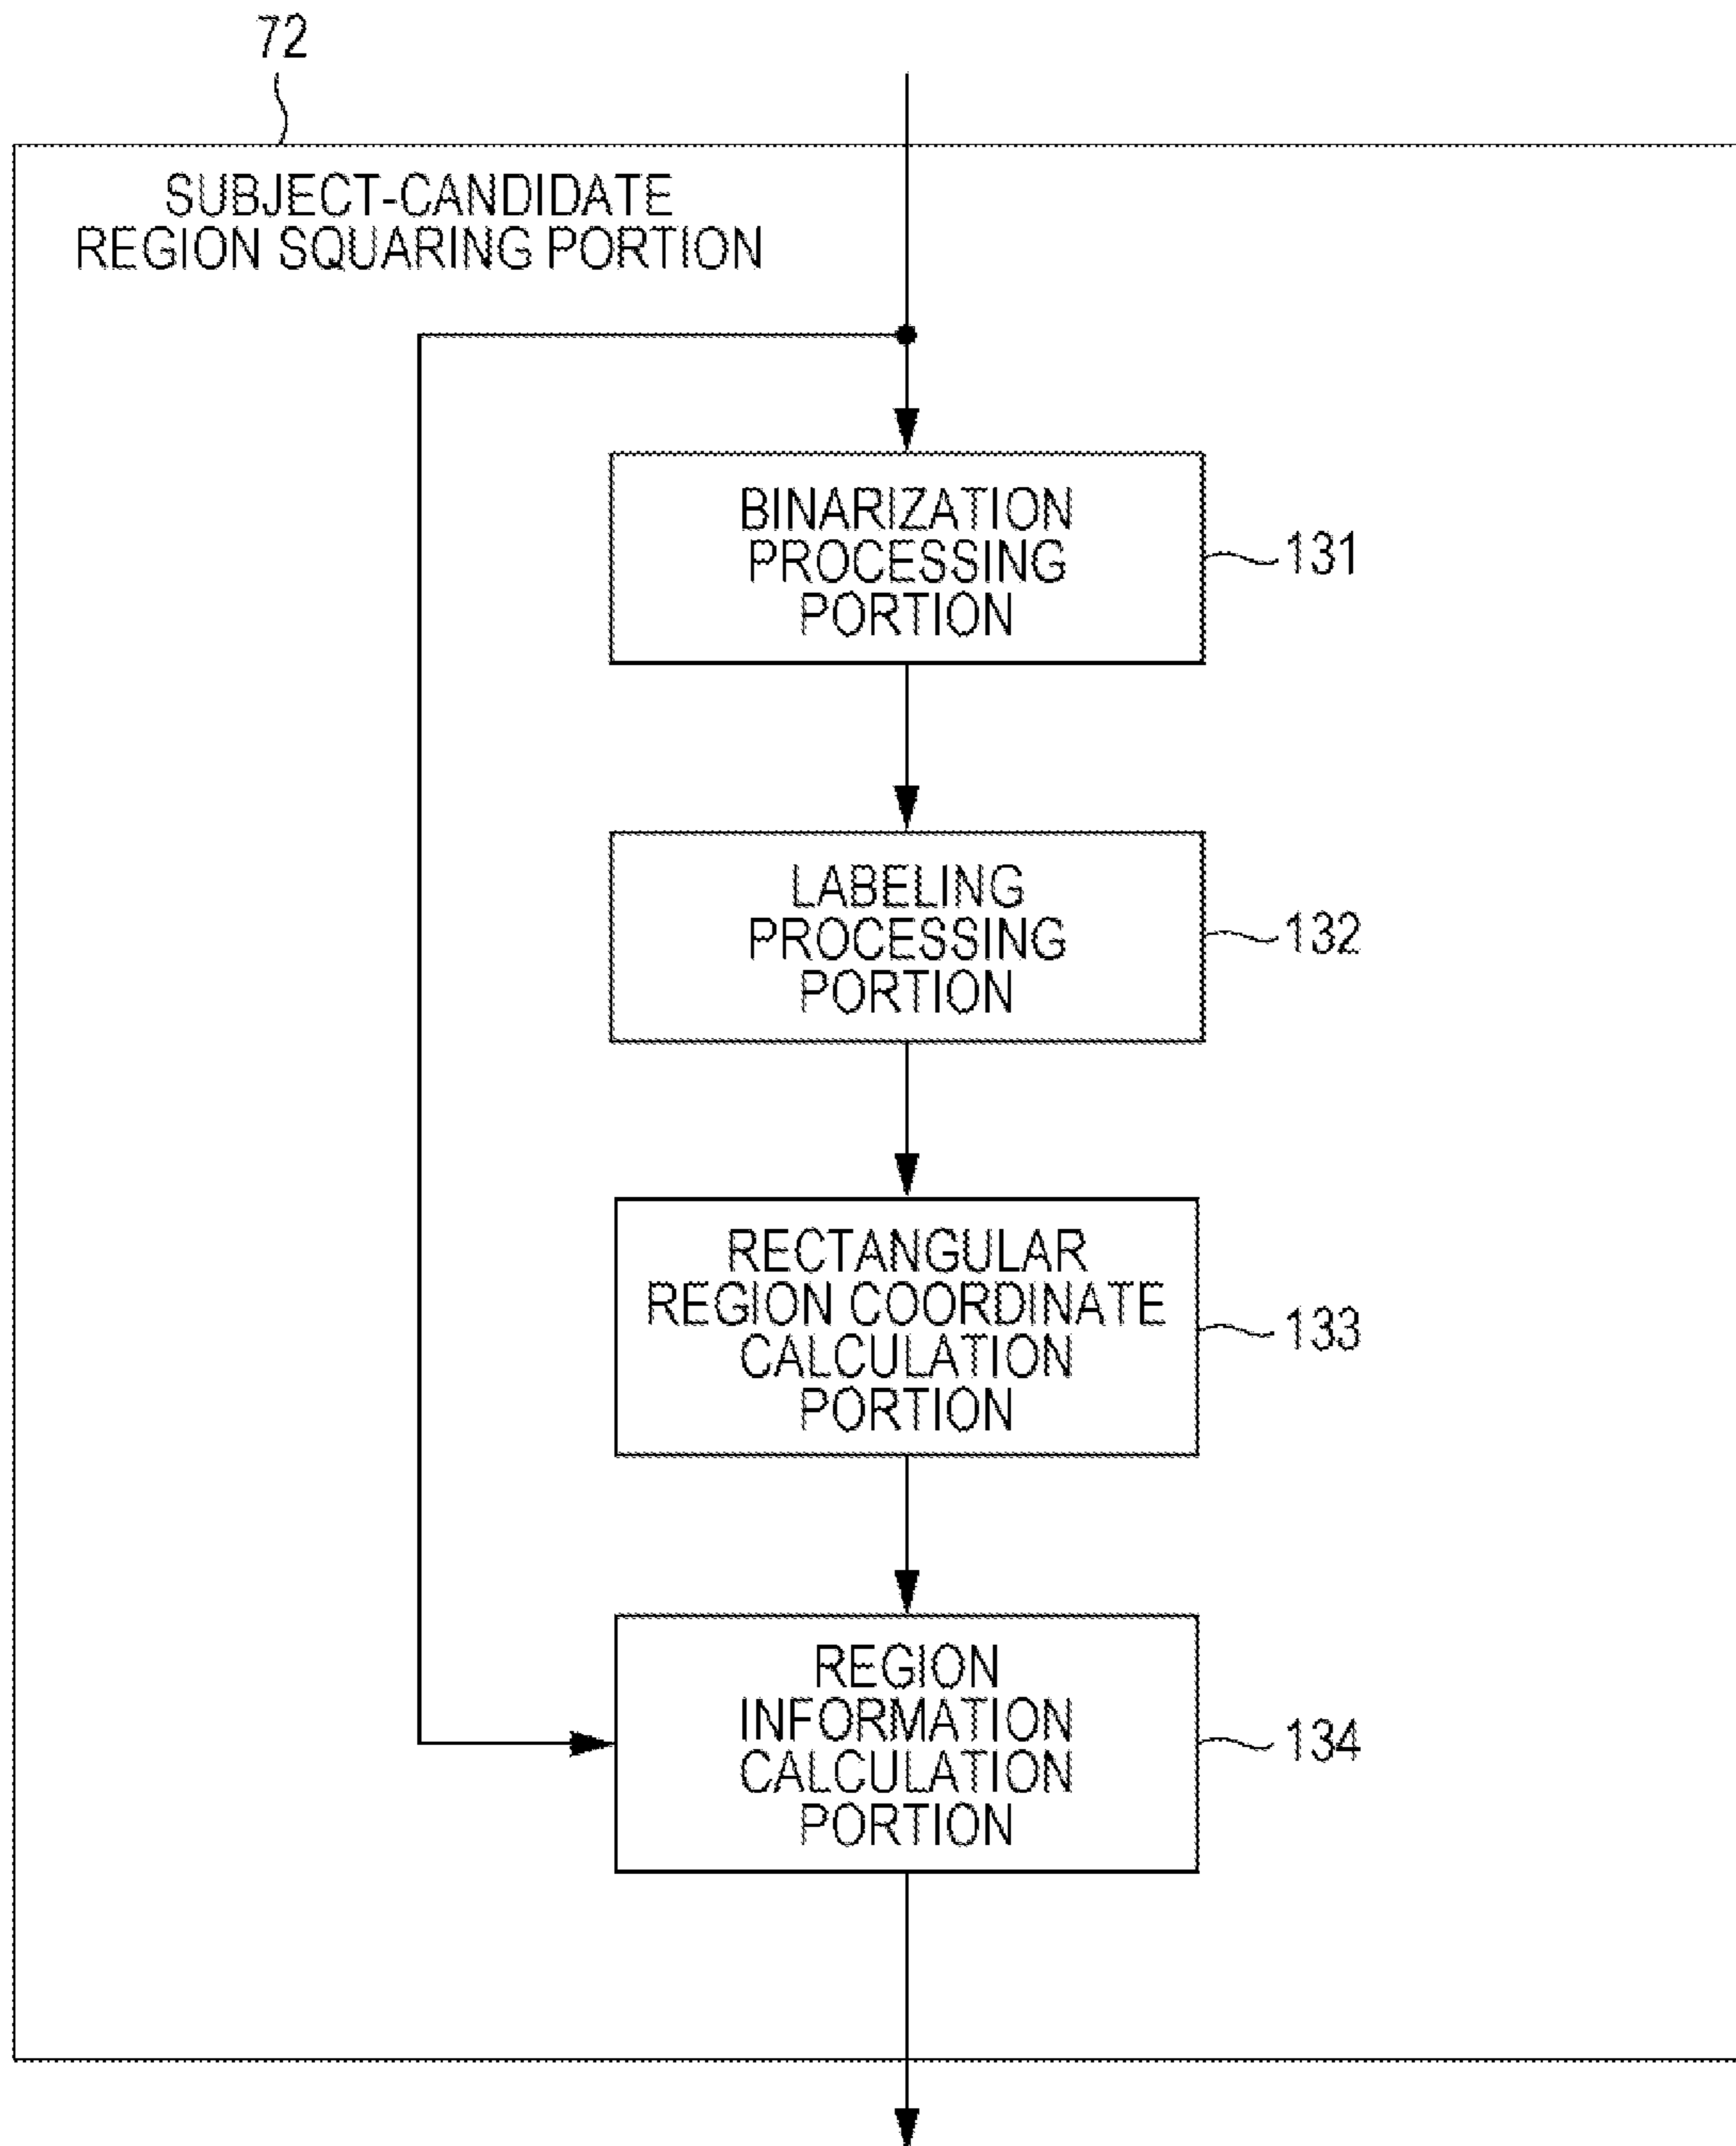 72
SUBJECT-CANDIDATE
REGION SQUARING PORTION
BINARIZATION
PROCESSING
PORTION
131
LABELING
PROCESSING
PORTION
132
RECTANGULAR
REGION COORDINATE
CALCULATION
PORTION
133
REGION
INFORMATION
CALCULATION
PORTION
134